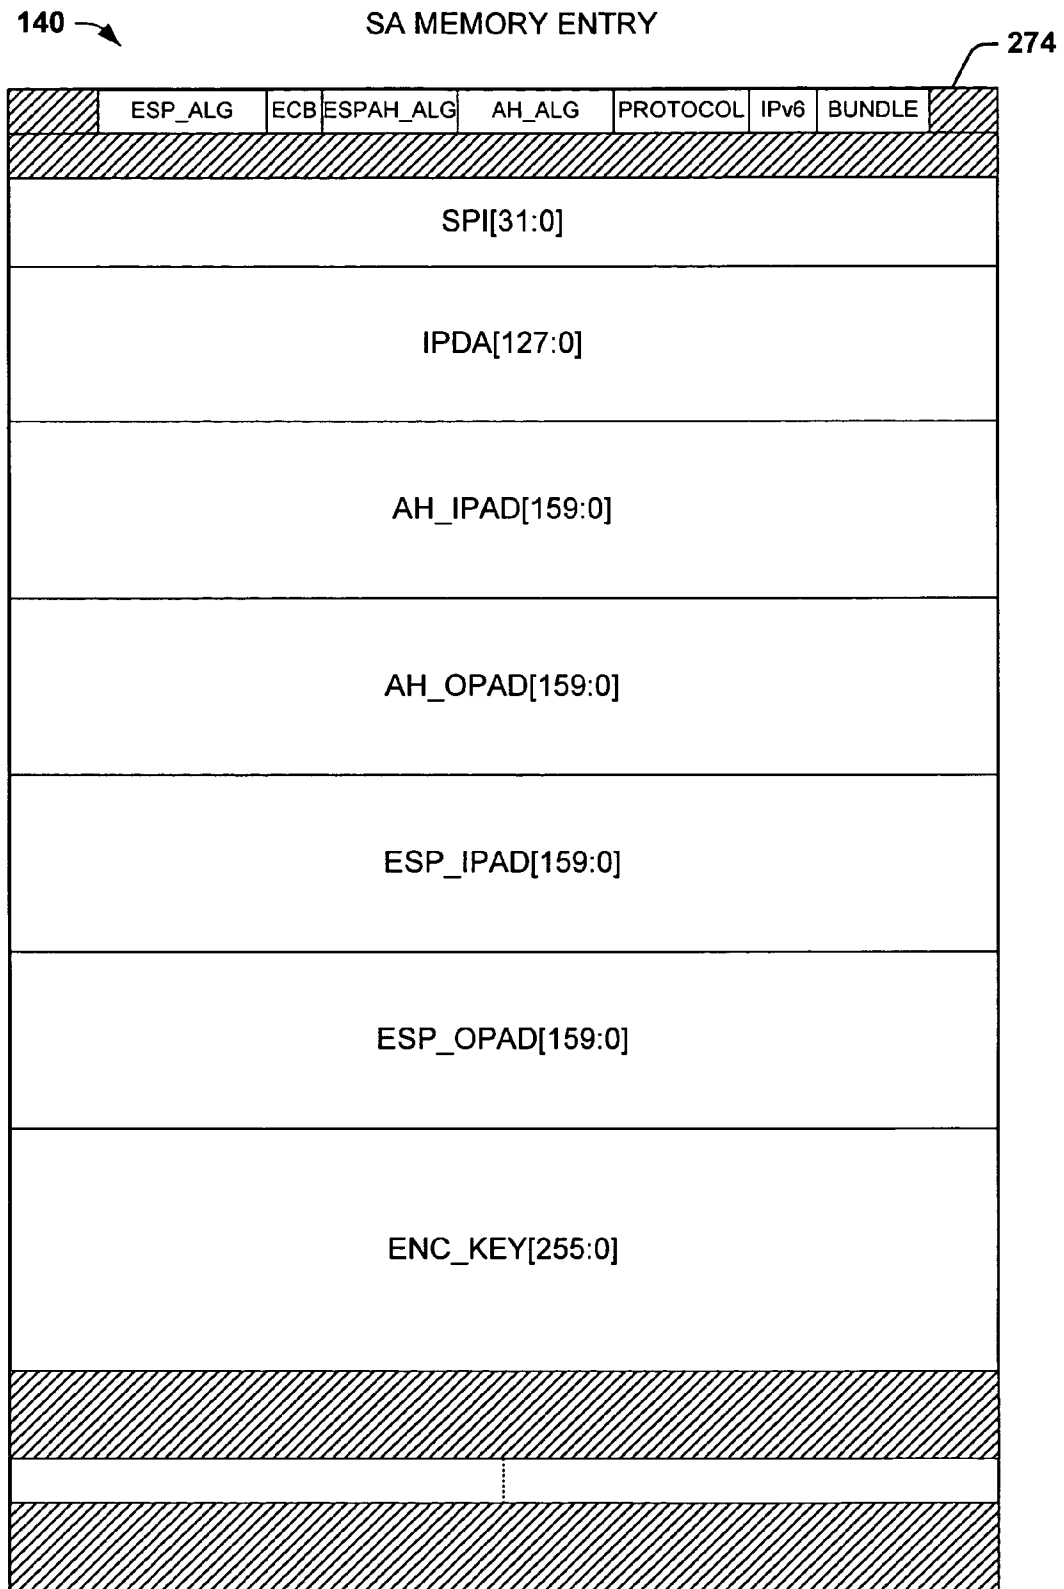 140
SA MEMORY ENTRY
274
ESP_ALG ECB ESPAH_ALG AH_ALG PROTOCOL IPv6 BUNDLE
SPI[31:0]
IPDA[127:0]
AH_IPAD[159:0]
AH_OPAD[159:0]
ESP_IPAD[159:0]
ESP_OPAD[159:0]
ENC_KEY[255:0]